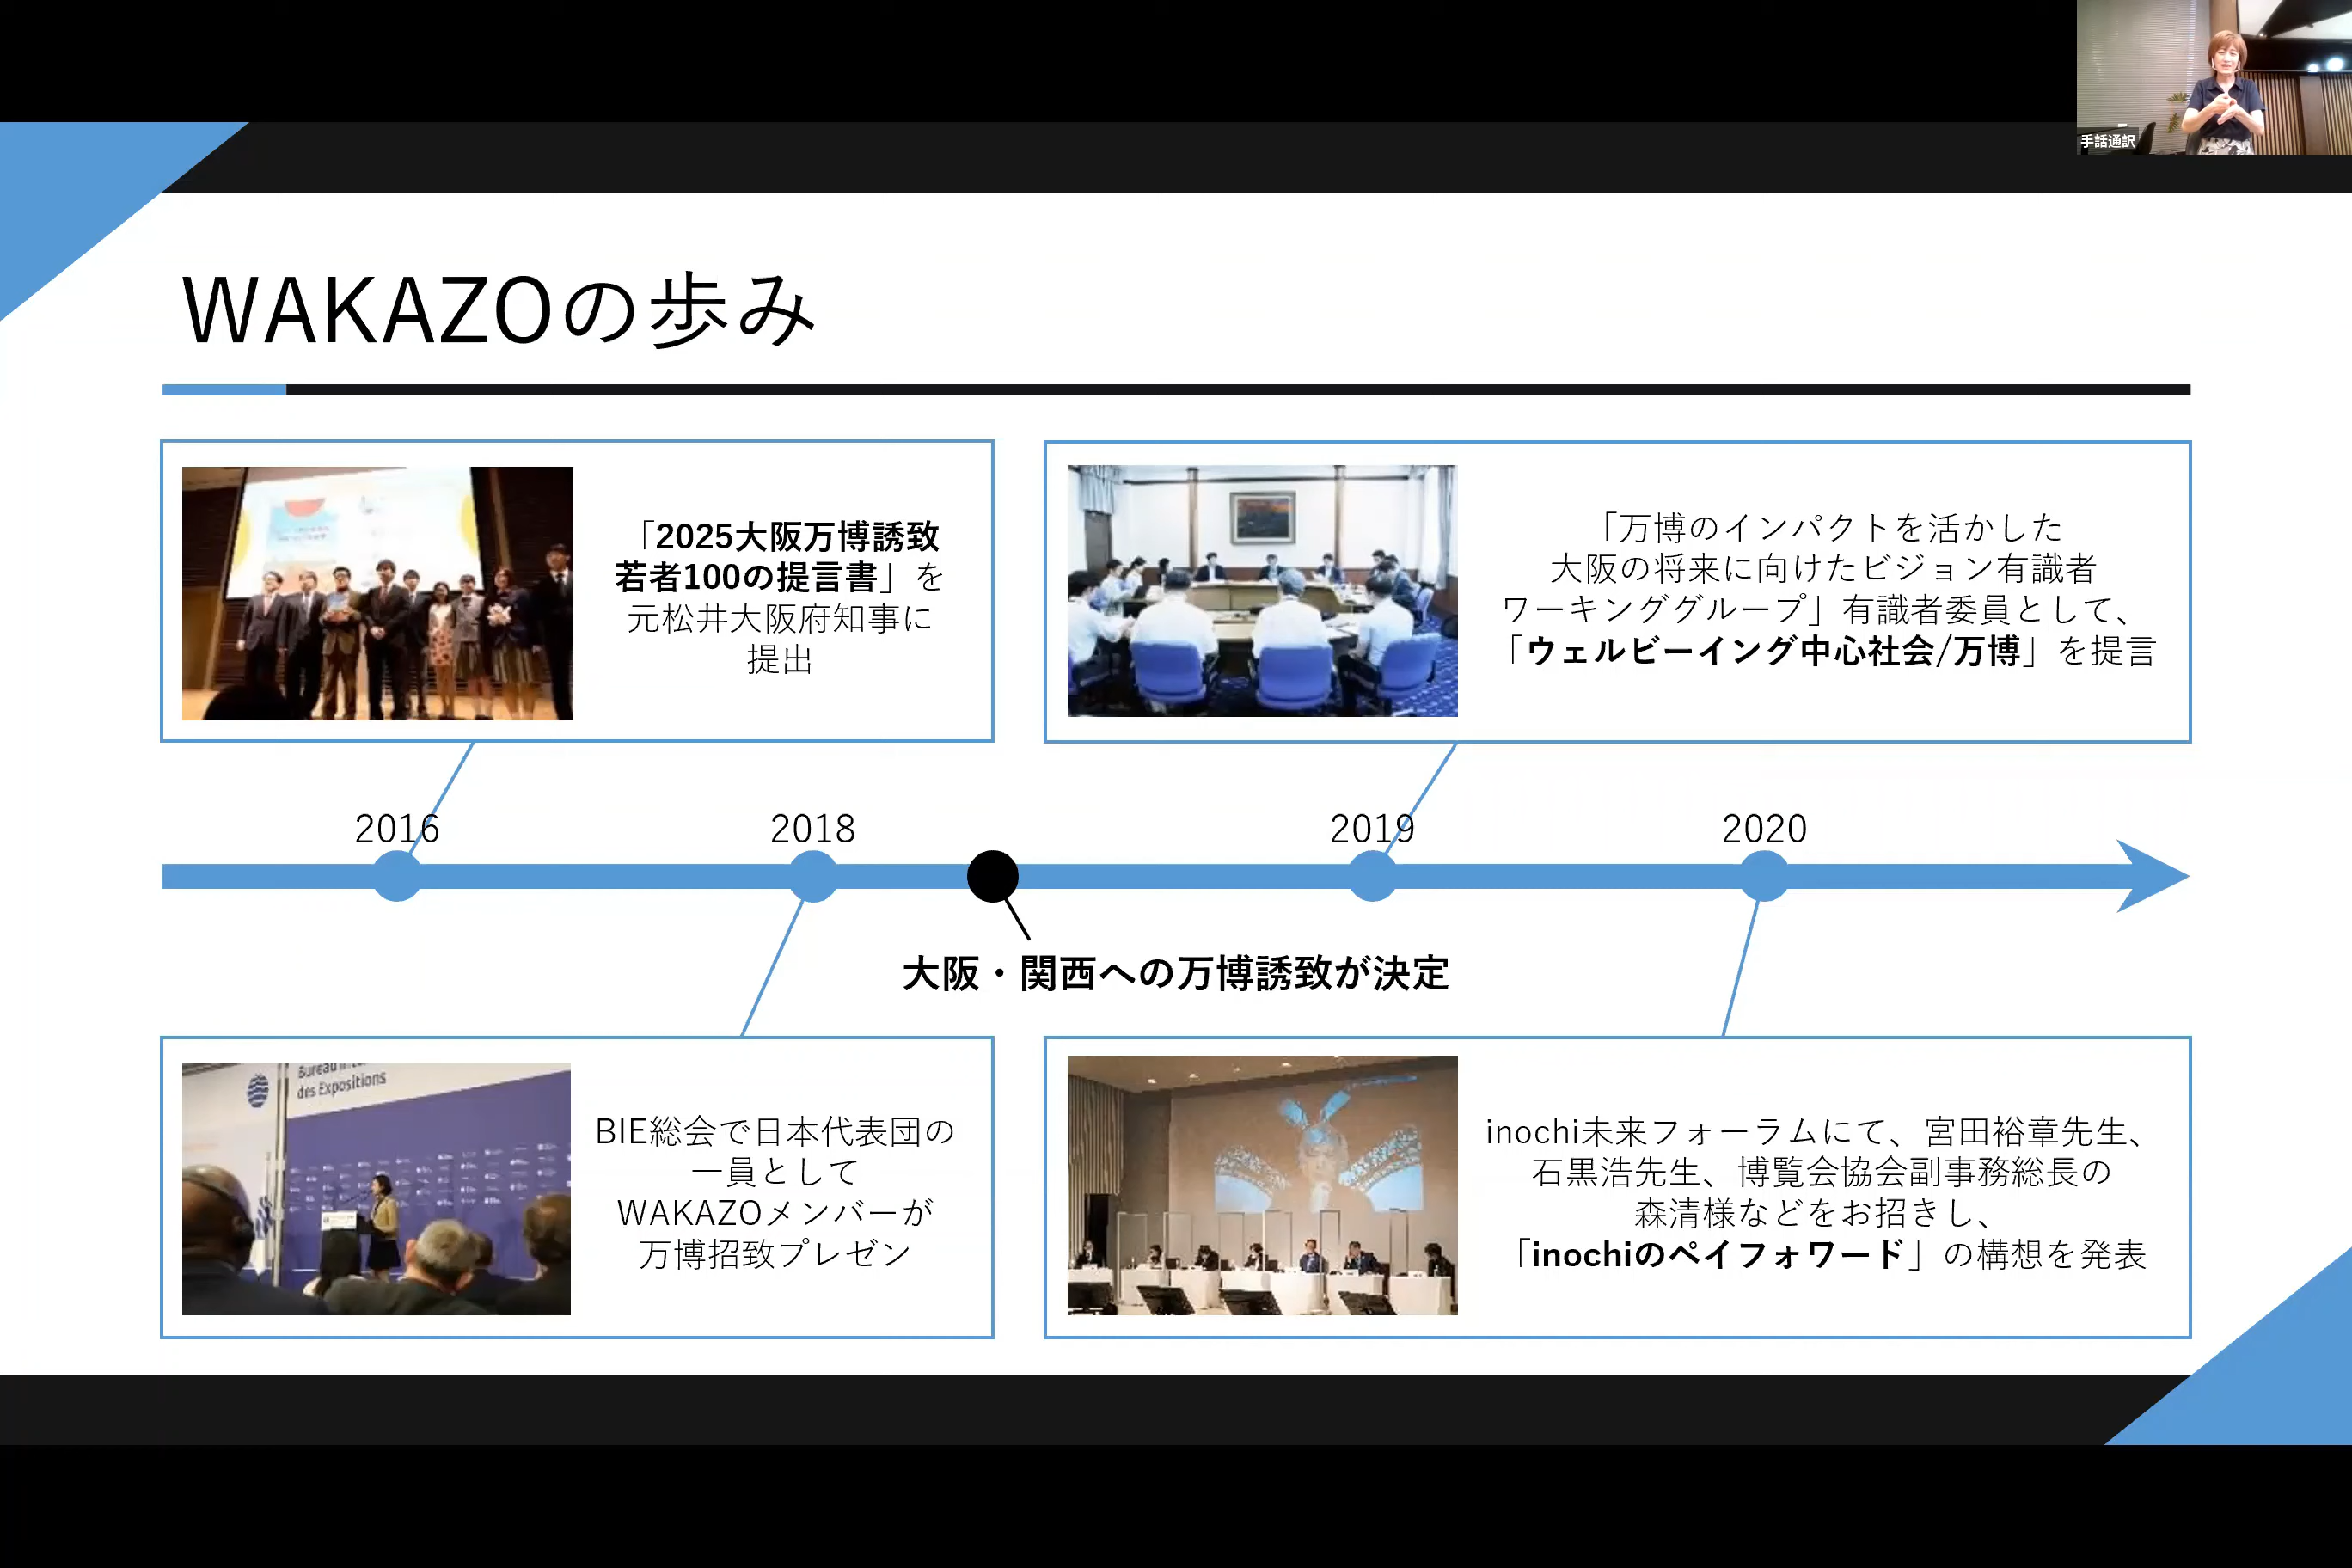 手話通訳
WAKAZOの歩み
「2025大阪万博誘致
若者100の提言書」を
元松井大阪府知事に
提出
「万博のインパクトを活かした
大阪の将来に向けたビジョン有識者
ワーキンググループ」有識者委員として、
「ウェルビーイング中心社会/万博」を提言
2016
2018
2019
2020
大阪・関西への万博誘致が決定
des Expositions
BIE総会で日本代表団の
一員として
WAKAZOメンバーが
万博招致プレゼン
inochi未来フォーラムにて、宮田裕章先生、
石黒浩先生、博覧会協会副事務総長の
森清様などをお招きし、
「inochiのペイフォワード」の構想を発表